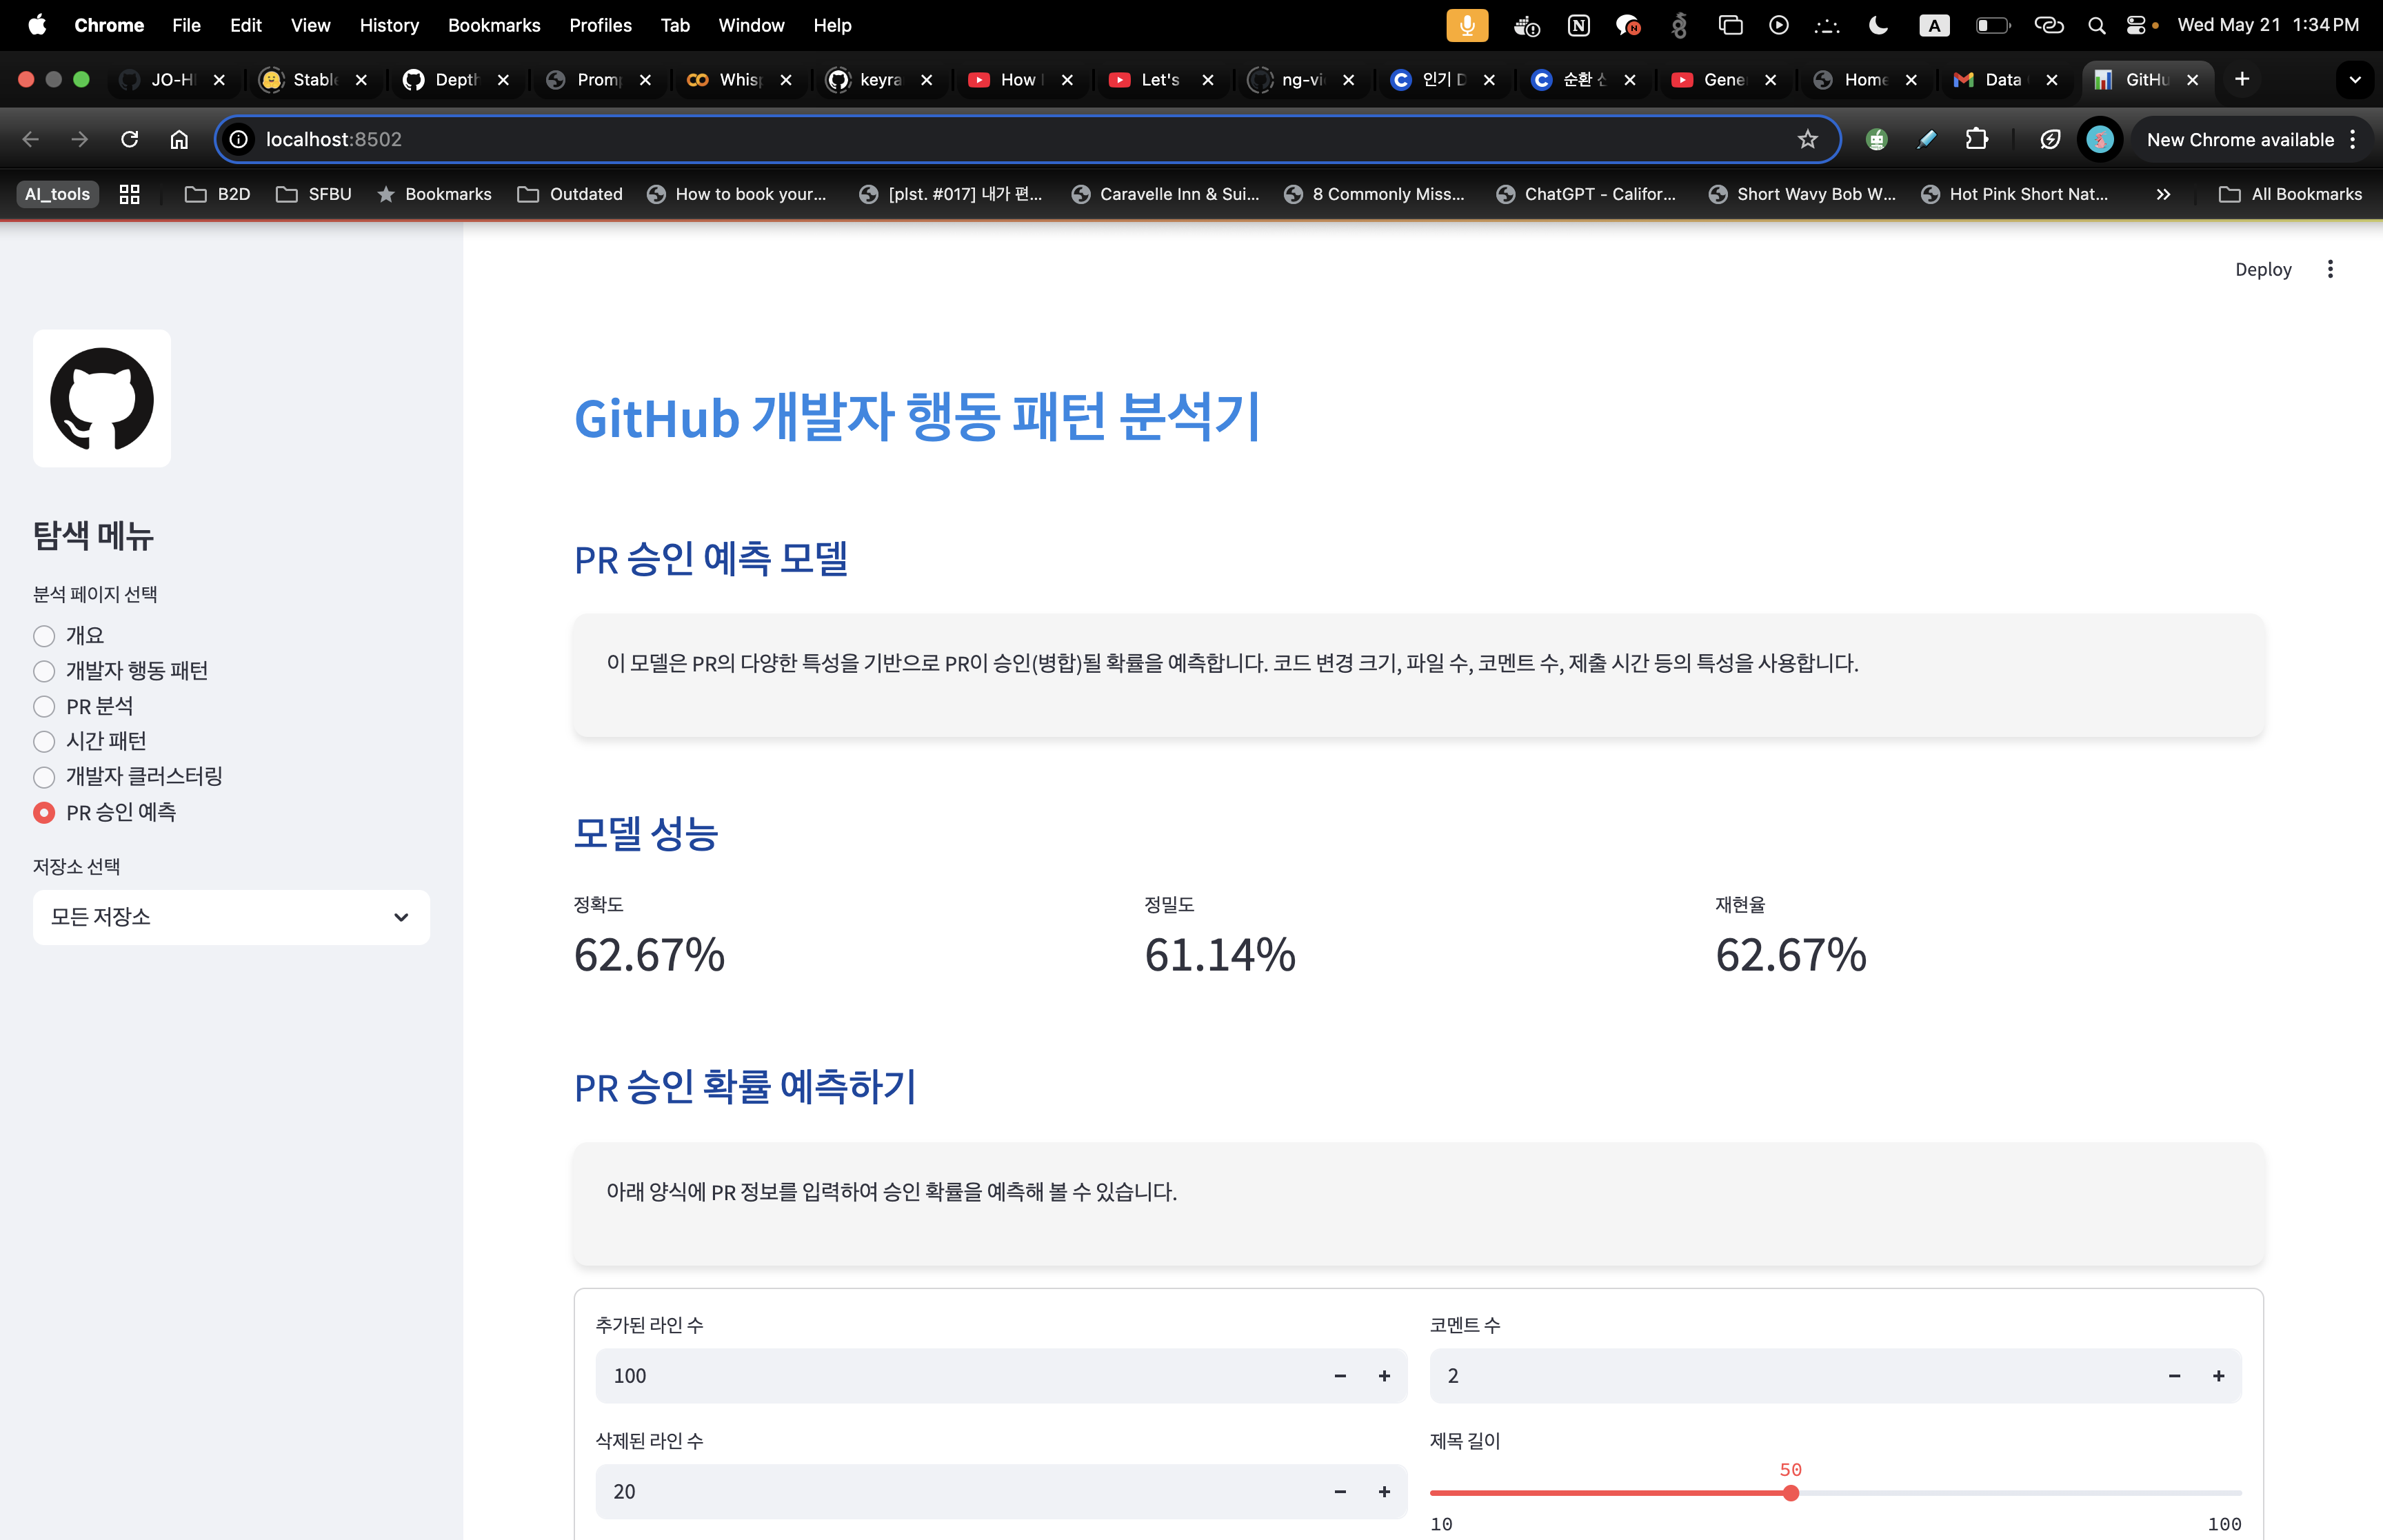 Chrome File Edit View History Bookmarks Profiles Tab Window Help Wed May 21 1:34 PM
JO-H Stable Depth Promp Whisp keyra How Let's ng-vi 인기 순환 Gene Home Data GitHu
localhost:8502 New Chrome available
AI_tools B2D SFBU Bookmarks Outdated How to book your... [plst. #017] 내가 편... Caravelle Inn & Sui... 8 Commonly Miss... ChatGPT - Califor... Short Wavy Bob W... Hot Pink Short Nat... All Bookmarks
Deploy
탐색 메뉴
분석 페이지 선택
개요
개발자 행동 패턴
PR 분석
시간 패턴
개발자 클러스터링
PR 승인 예측
저장소 선택
모든 저장소
GitHub 개발자 행동 패턴 분석기
PR 승인 예측 모델
이 모델은 PR의 다양한 특성을 기반으로 PR이 승인(병합)될 확률을 예측합니다. 코드 변경 크기, 파일 수, 코멘트 수, 제출 시간 등의 특성을 사용합니다.
모델 성능
정확도 정밀도 재현율
62.67% 61.14% 62.67%
PR 승인 확률 예측하기
아래 양식에 PR 정보를 입력하여 승인 확률을 예측해 볼 수 있습니다.
추가된 라인 수 코멘트 수
100 2
삭제된 라인 수 제목 길이
50
20
10 100